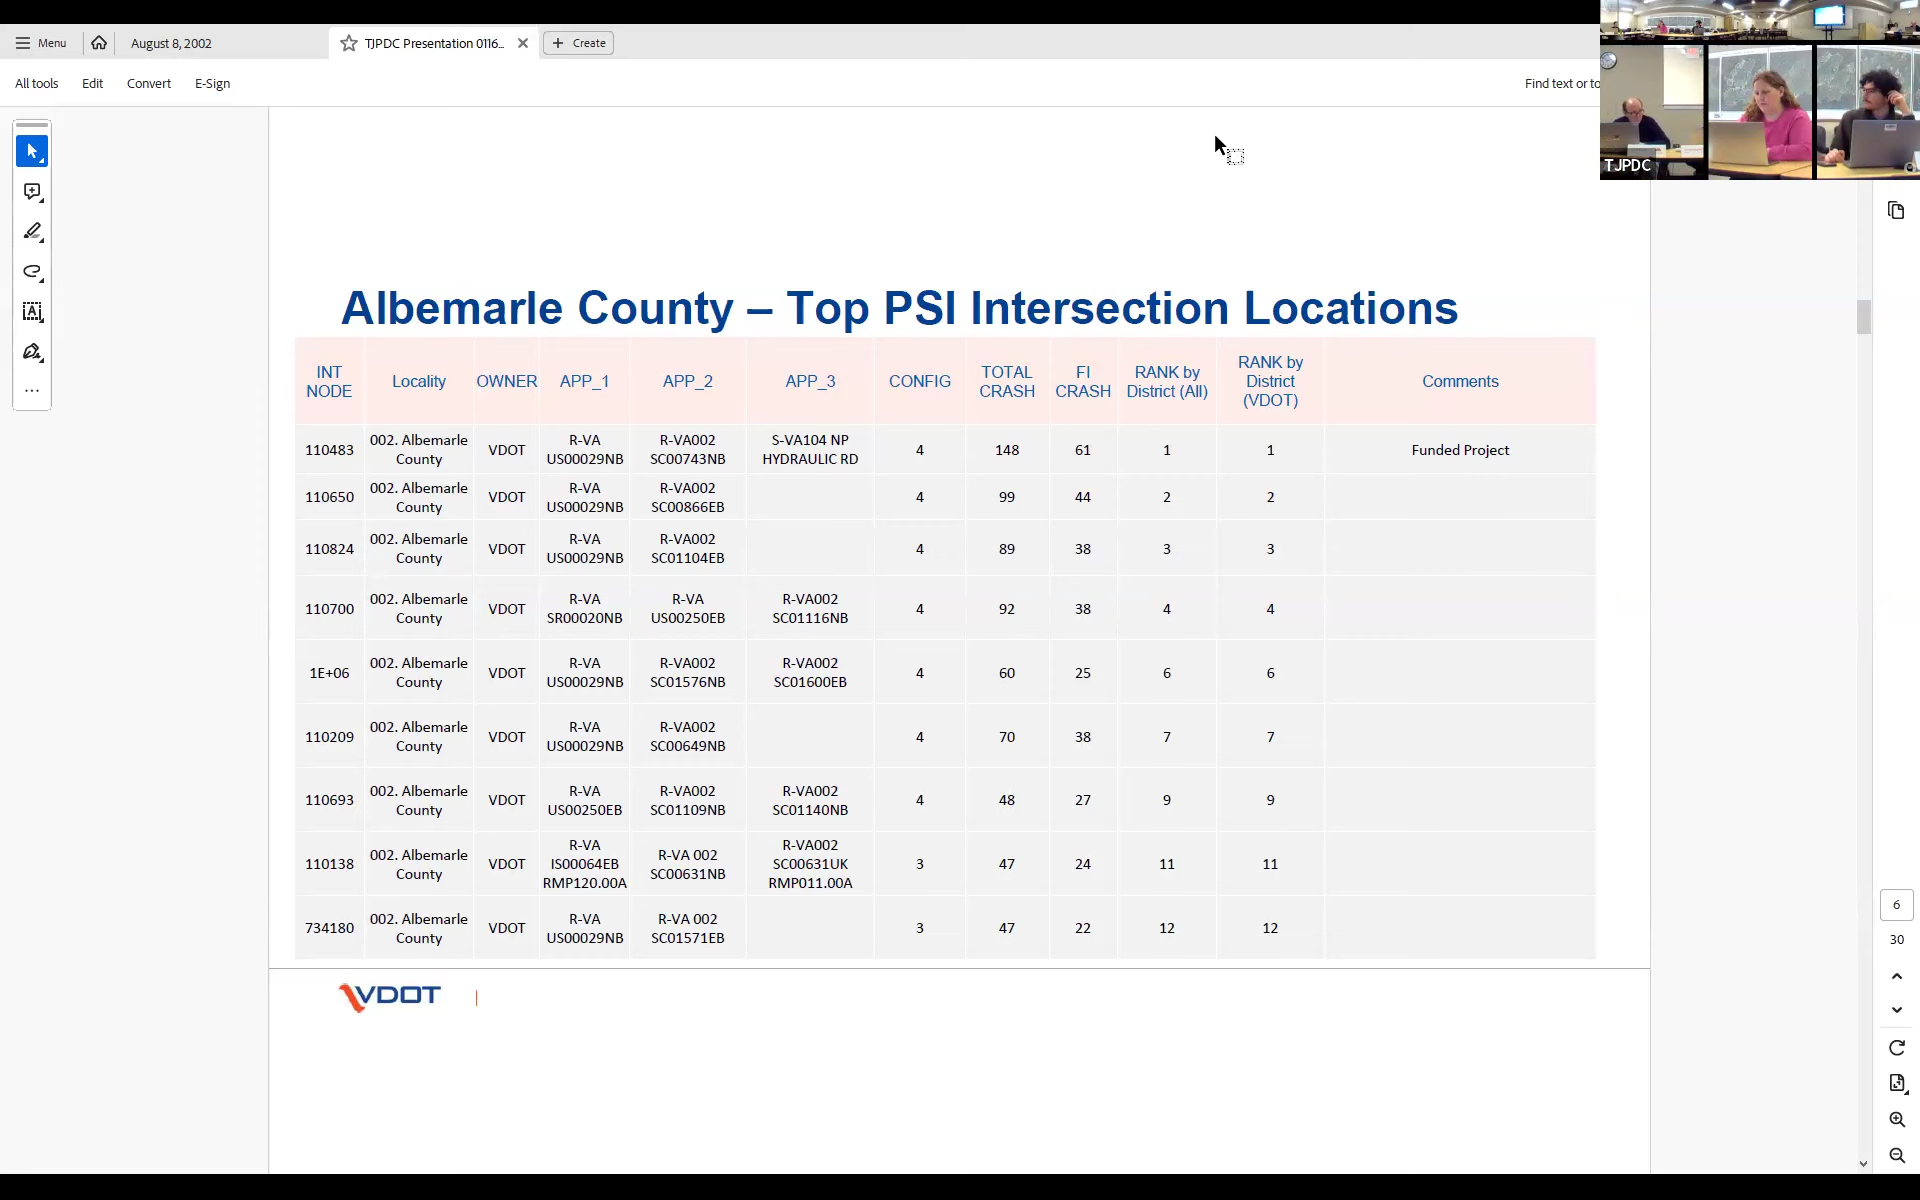 Menu
August 8, 2002
TJPDC Presentation 0116...
Create
All tools
Edit
Convert
E-Sign
Find text or to
TJPDC
Albemarle County – Top PSI Intersection Locations
INT NODE Locality OWNER APP_1 APP_2 APP_3 CONFIG TOTAL CRASH FI CRASH RANK by District (All) RANK by District (VDOT) Comments
110483 002. Albemarle County VDOT R-VA US00029NB R-VA002 SC00743NB S-VA104 NP HYDRAULIC RD 4 148 61 1 1 Funded Project
110650 002. Albemarle County VDOT R-VA US00029NB R-VA002 SC00866EB 4 99 44 2 2
110824 002. Albemarle County VDOT R-VA US00029NB R-VA002 SC01104EB 4 89 38 3 3
110700 002. Albemarle County VDOT R-VA SR00020NB R-VA US00250EB R-VA002 SC01116NB 4 92 38 4 4
1E+06 002. Albemarle County VDOT R-VA US00029NB R-VA002 SC01576NB R-VA002 SC01600EB 4 60 25 6 6
110209 002. Albemarle County VDOT R-VA US00029NB R-VA002 SC00649NB 4 70 38 7 7
110693 002. Albemarle County VDOT R-VA US00250EB R-VA002 SC01109NB R-VA002 SC01140NB 4 48 27 9 9
110138 002. Albemarle County VDOT R-VA IS00064EB RMP120.00A R-VA 002 SC00631NB R-VA002 SC00631UK RMP011.00A 3 47 24 11 11
734180 002. Albemarle County VDOT R-VA US00029NB R-VA 002 SC01571EB 3 47 22 12 12
VDOT
6
30